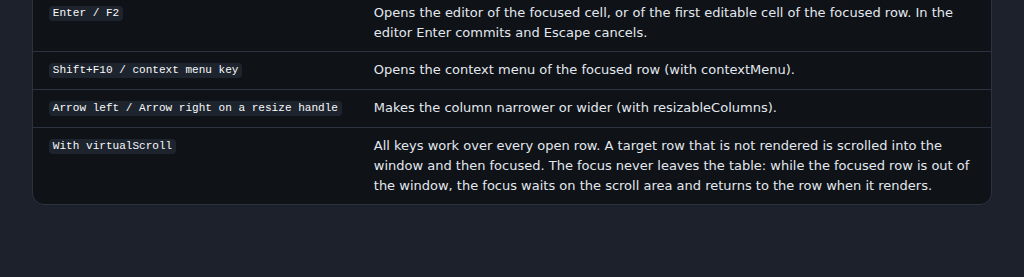 Enter / F2
Opens the editor of the focused cell, or of the first editable cell of the focused row. In the
editor Enter commits and Escape cancels.
Shift+F10 / context menu key
Opens the context menu of the focused row (with contextMenu).
Arrow left / Arrow right on a resize handle
Makes the column narrower or wider (with resizableColumns).
With virtualScroll
All keys work over every open row. A target row that is not rendered is scrolled into the
window and then focused. The focus never leaves the table: while the focused row is out of
the window, the focus waits on the scroll area and returns to the row when it renders.